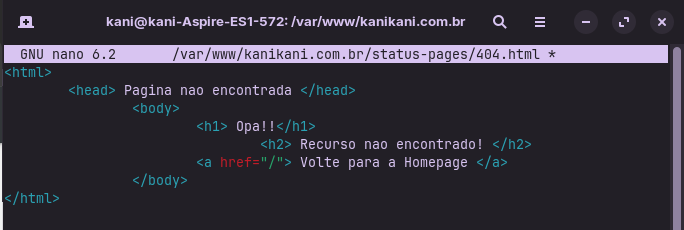 kani@kani-Aspire-ES1-572: /var/www/kanikani.com.br
GNU nano 6.2 /var/www/kanikani.com.br/status-pages/404.html *
<html>
<head> Pagina nao encontrada </head>
<body>
<h1> Opa!!</h1>
<h2> Recurso nao encontrado! </h2>
<a href="/"> Volte para a Homepage </a>
</body>
</html>